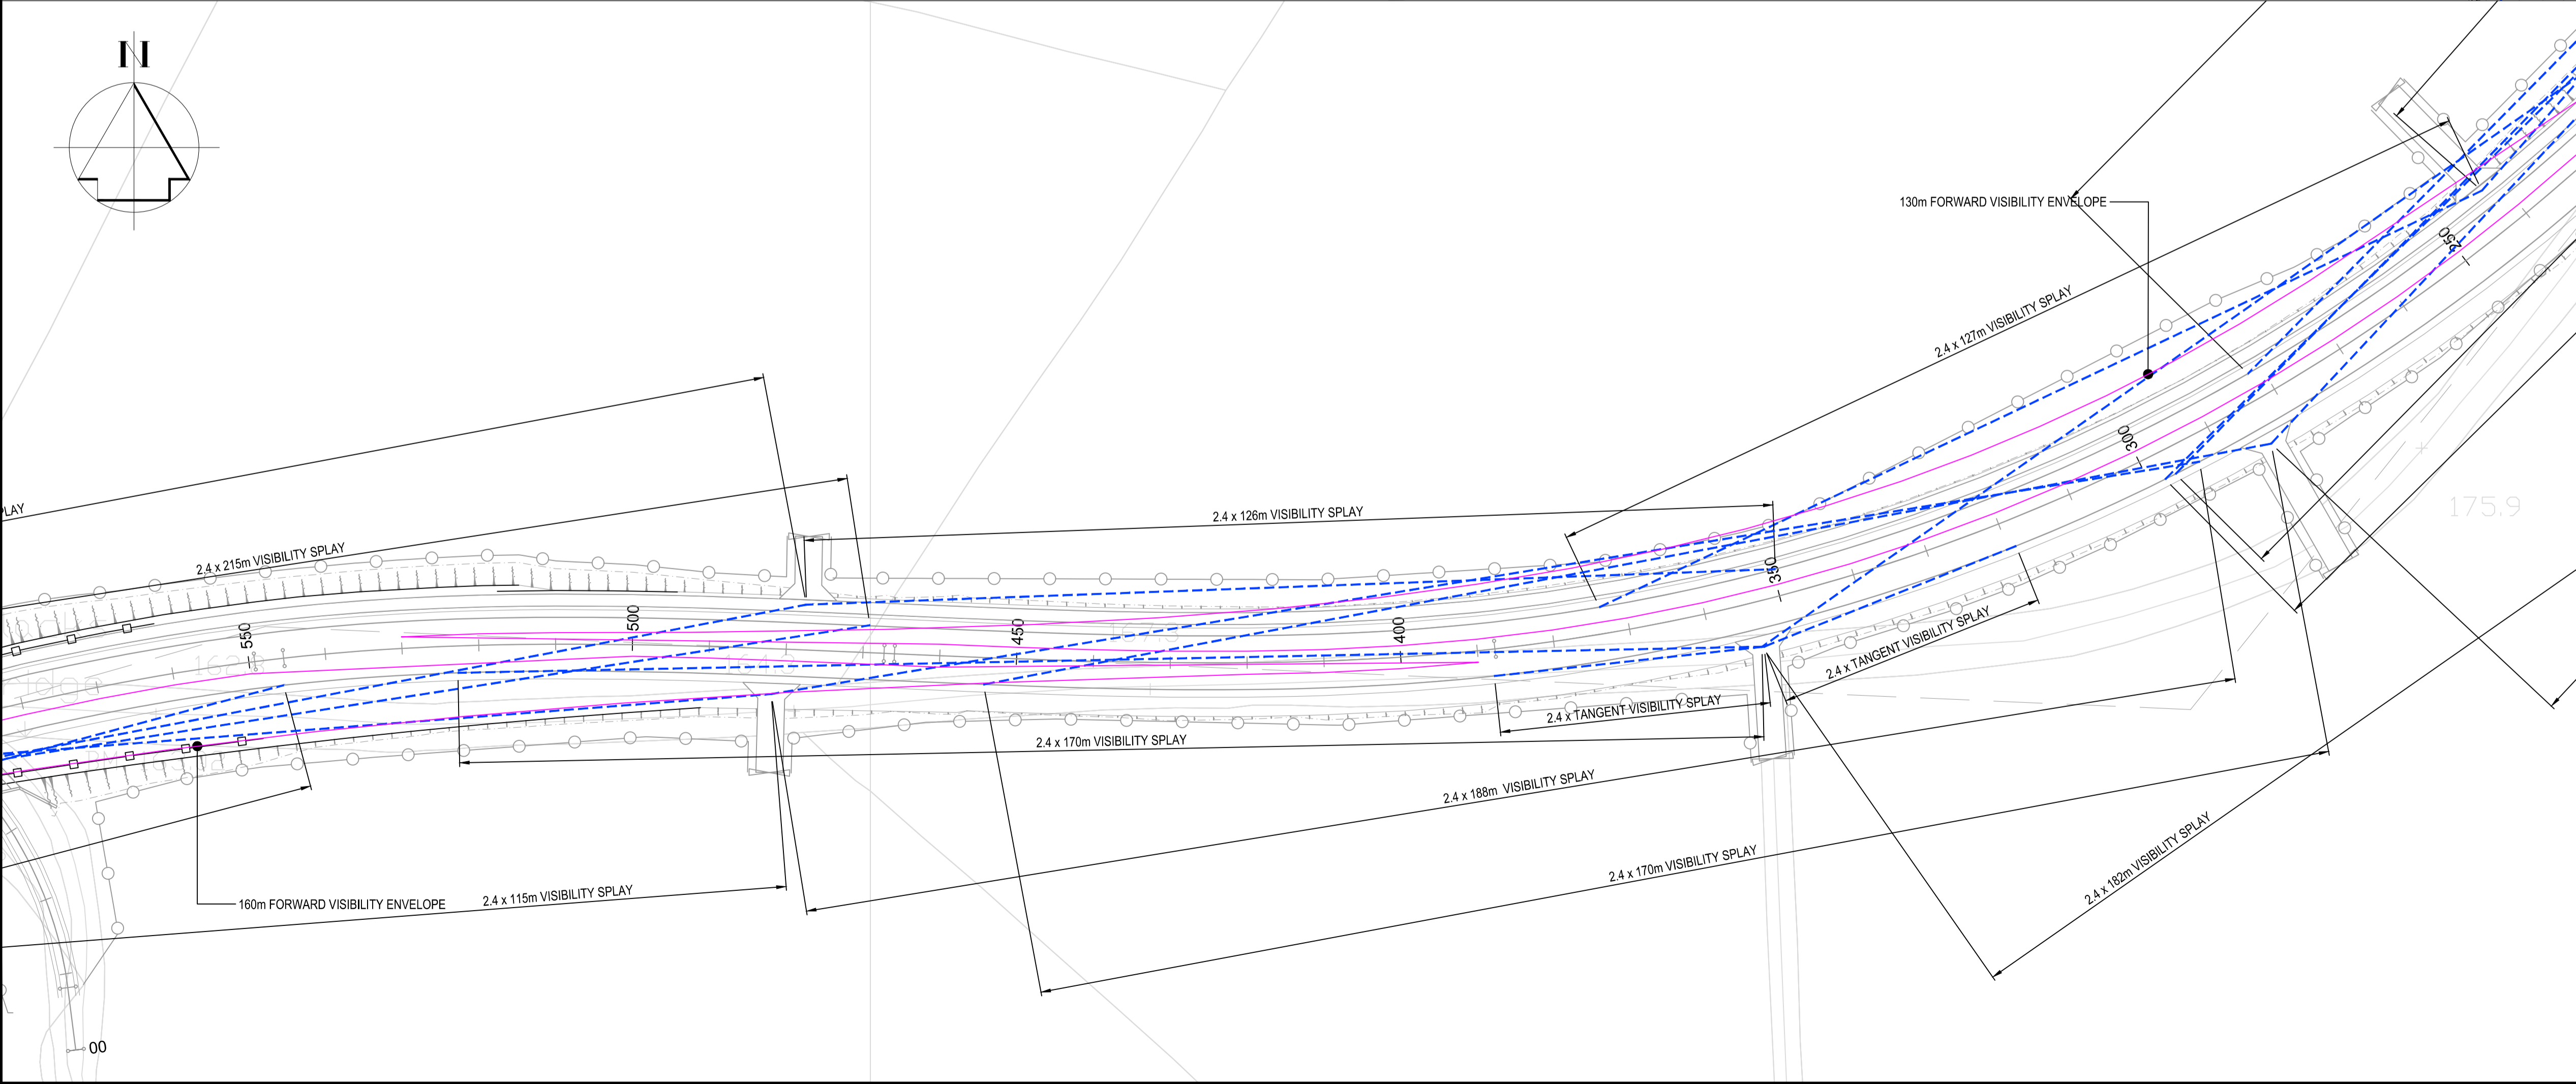 N
130m FORWARD VISIBILITY ENVELOPE
250
2.4 x 127m VISIBILITY SPLAY
300
175.9
PLAY
2.4 x 126m VISIBILITY SPLAY
2.4 x 215m VISIBILITY SPLAY
350
550
500
450
400
2.4 x TANGENT VISIBILITY SPLAY
2.4 x TANGENT VISIBILITY SPLAY
2.4 x 170m VISIBILITY SPLAY
2.4 x 188m VISIBILITY SPLAY
2.4 x 170m VISIBILITY SPLAY
2.4 x 182m VISIBILITY SPLAY
2.4 x 115m VISIBILITY SPLAY
160m FORWARD VISIBILITY ENVELOPE
00